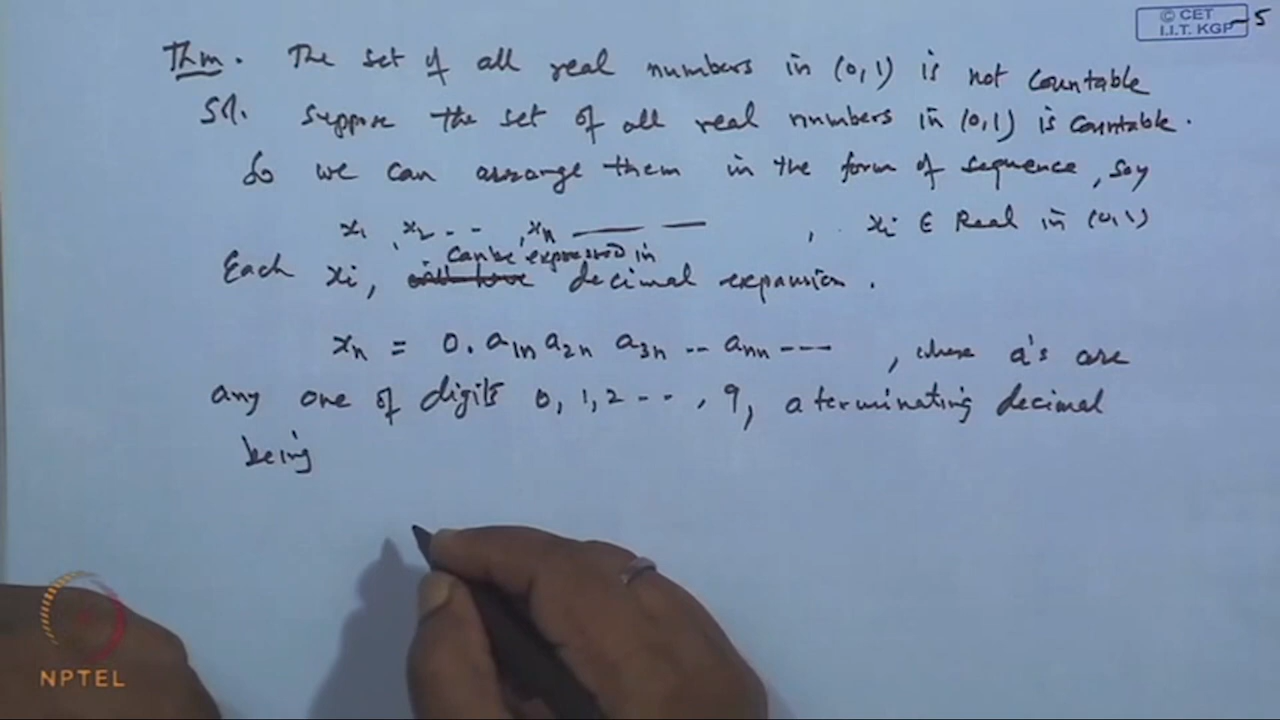 © CET
I.I.T. KGP
-5
Thm. The set of all real numbers in (0,1) is not countable
Sol. Suppose the set of all real numbers in (0,1) is countable.
So we can arrange them in the form of sequence, say
x₁, x₂ - - -, xₙ —— —— , xᵢ ∈ Real in (0,1)
can be expressed in
Each xᵢ, decimal expansion.
xₙ = 0. a₁ₙ a₂ₙ a₃ₙ -- aₙₙ --- , where a's are
any one of digits 0, 1, 2 - - - , 9, a terminating decimal
being
NPTEL